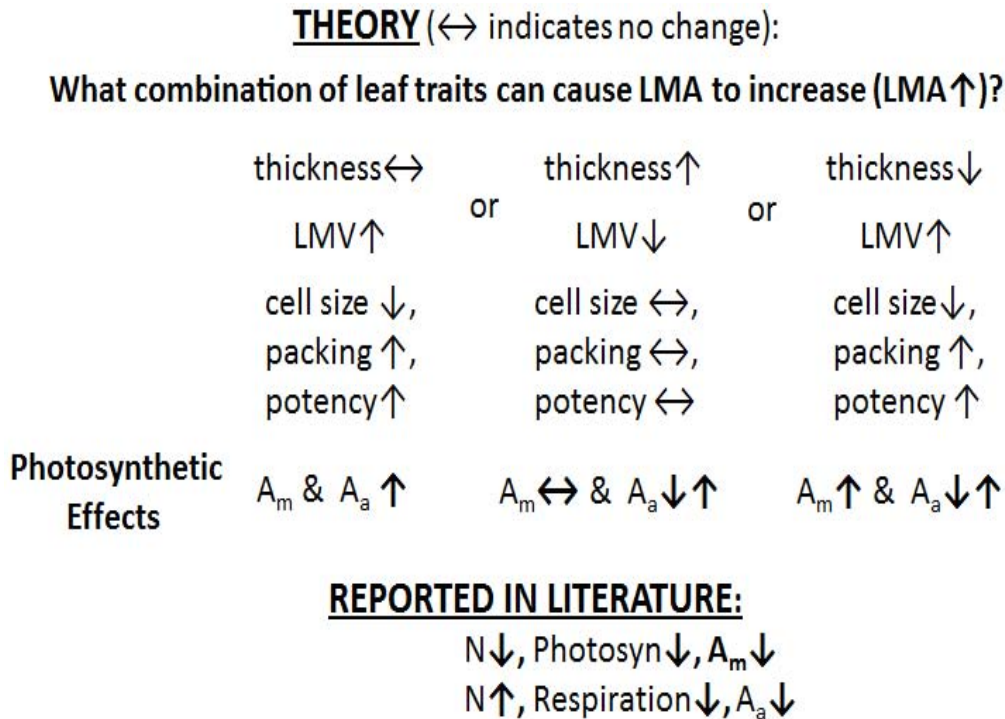 THEORY (↔ indicates no change):
What combination of leaf traits can cause LMA to increase (LMA↑)?
thickness↔ or thickness↑ or thickness↓
LMV↑ LMV↓ LMV↑
cell size ↓, cell size ↔, cell size↓,
packing ↑, packing ↔, packing ↑,
potency↑ potency ↔ potency ↑
Photosynthetic
Effects
Am & Aa ↑ Am↔ & Aa↓↑ Am↑ & Aa↓↑
REPORTED IN LITERATURE:
N↓, Photosyn↓, Am↓
N↑, Respiration↓, Aa↓